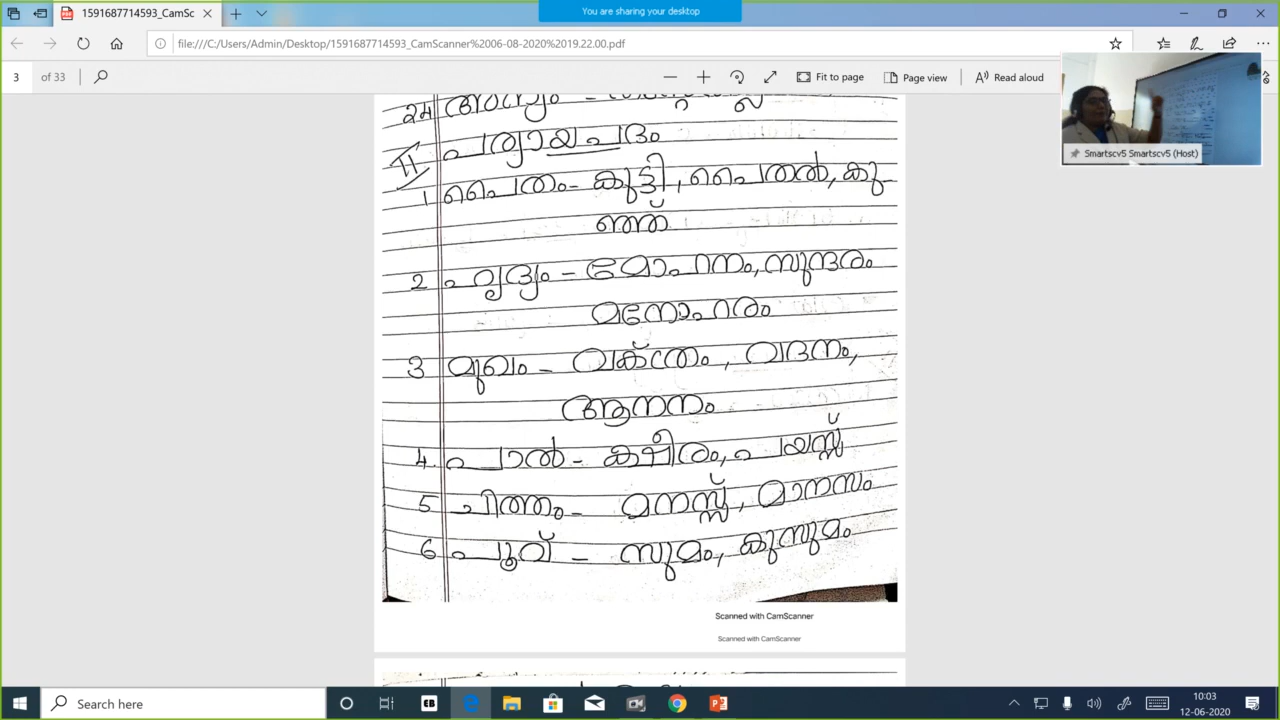 1591687714593_CamSc
You are sharing your desktop
file:///C:/Users/Admin/Desktop/1591687714593_CamScanner%2006-08-2020%2019.22.00.pdf
3 of 33 Fit to page Page view Read aloud
24
II പര്യായപദം
1 പൈതം - കുട്ടി, പൈതൽ, കു-
ഞ്ഞ്
2 ഹൃദ്യം - മോഹനം, സുന്ദരം
മനോഹരം
3 മുഖം - വക്ത്രം, വദനം,
ആനനം
4 പാൽ - ക്ഷീരം, പയസ്സ്
5 ചിത്തം - മനസ്സ്, മാനസം
6 പൂവ് - സുമം, കുസുമം
Scanned with CamScanner
Scanned with CamScanner
Smartscv5 Smartscv5 (Host)
Search here
10:03
12-06-2020